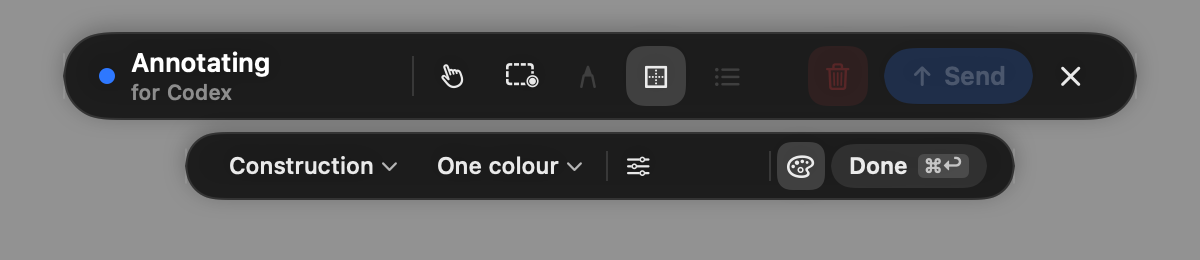 Annotating
for Codex
Send
Construction
One colour
Done ⌘↩